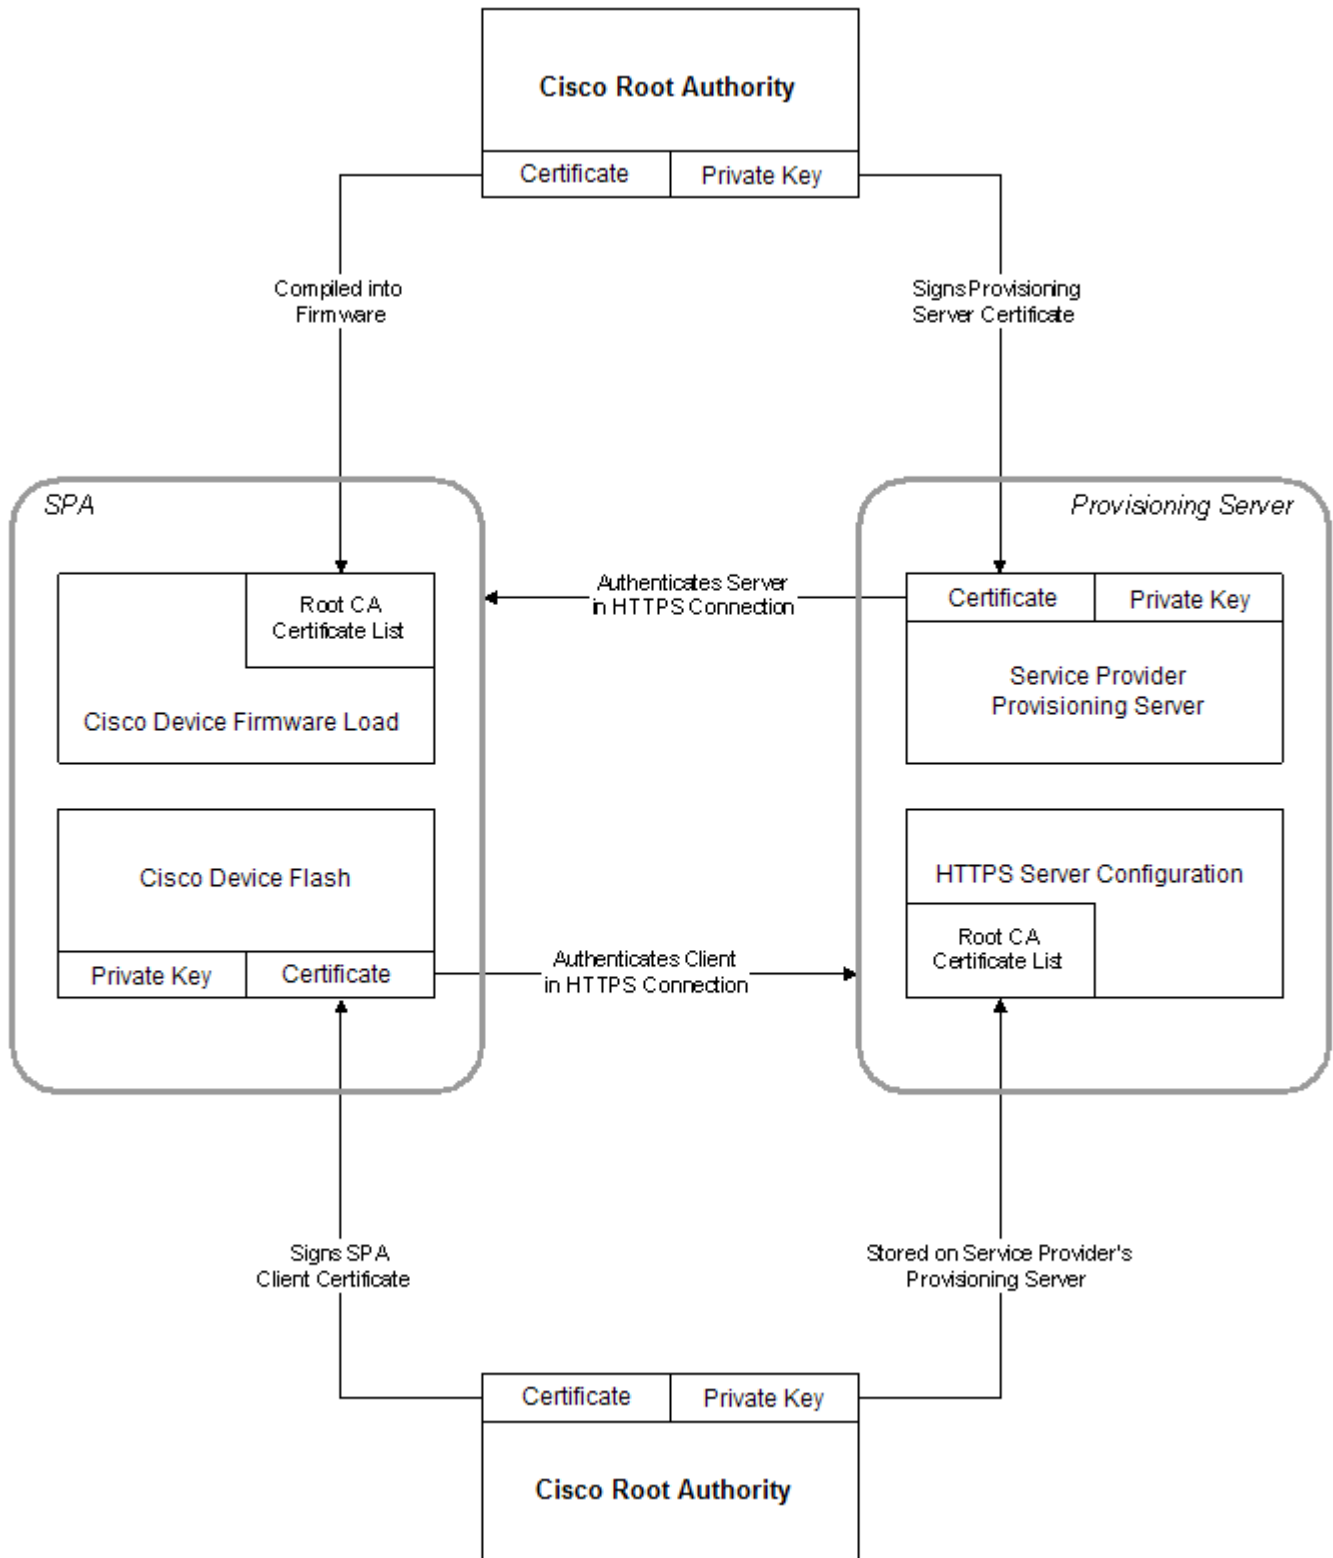 Cisco Root Authority
Certificate
Private Key
Compiled into
Firmware
Signs Provisioning
Server Certificate
SPA
Provisioning Server
Root CA
Certificate List
Cisco Device Firmware Load
Authenticates Server
in HTTPS Connection
Certificate
Private Key
Service Provider
Provisioning Server
Cisco Device Flash
Private Key
Certificate
Authenticates Client
in HTTPS Connection
HTTPS Server Configuration
Root CA
Certificate List
Signs SPA
Client Certificate
Stored on Service Provider's
Provisioning Server
Certificate
Private Key
Cisco Root Authority